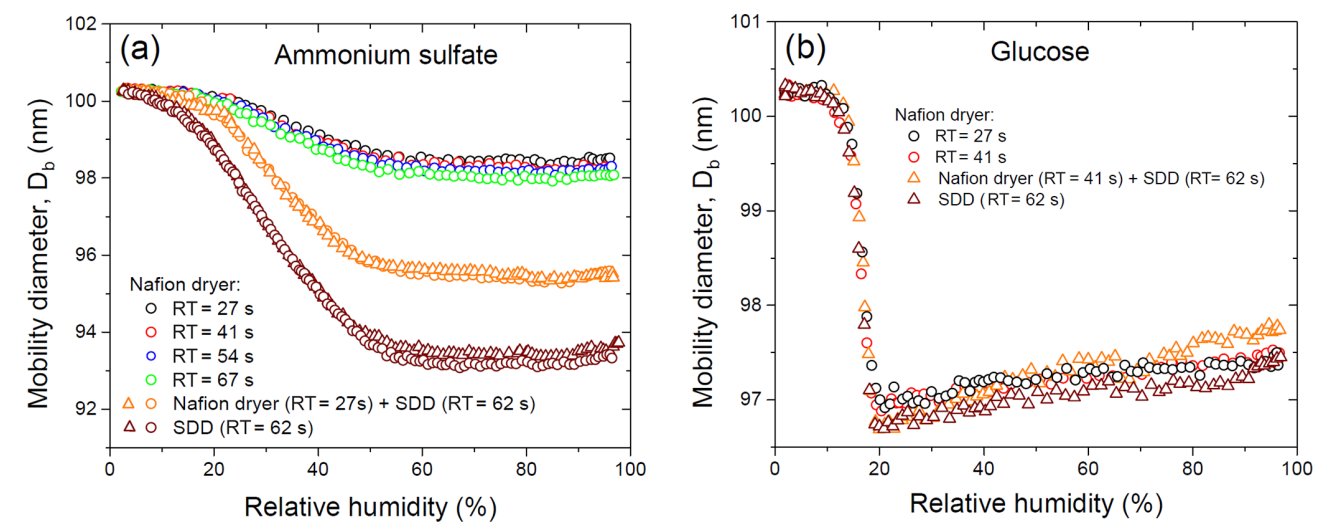 (a)
Ammonium sulfate
Mobility diameter, Db (nm)
102
100
98
96
94
92
Nafion dryer:
RT = 27 s
RT = 41 s
RT = 54 s
RT = 67 s
Nafion dryer (RT = 27s) + SDD (RT = 62 s)
SDD (RT = 62 s)
0 20 40 60 80 100
Relative humidity (%)
(b)
Glucose
Mobility diameter, Db (nm)
101
100
99
98
97
Nafion dryer:
RT = 27 s
RT = 41 s
Nafion dryer (RT = 41 s) + SDD (RT= 62 s)
SDD (RT = 62 s)
0 20 40 60 80 100
Relative humidity (%)